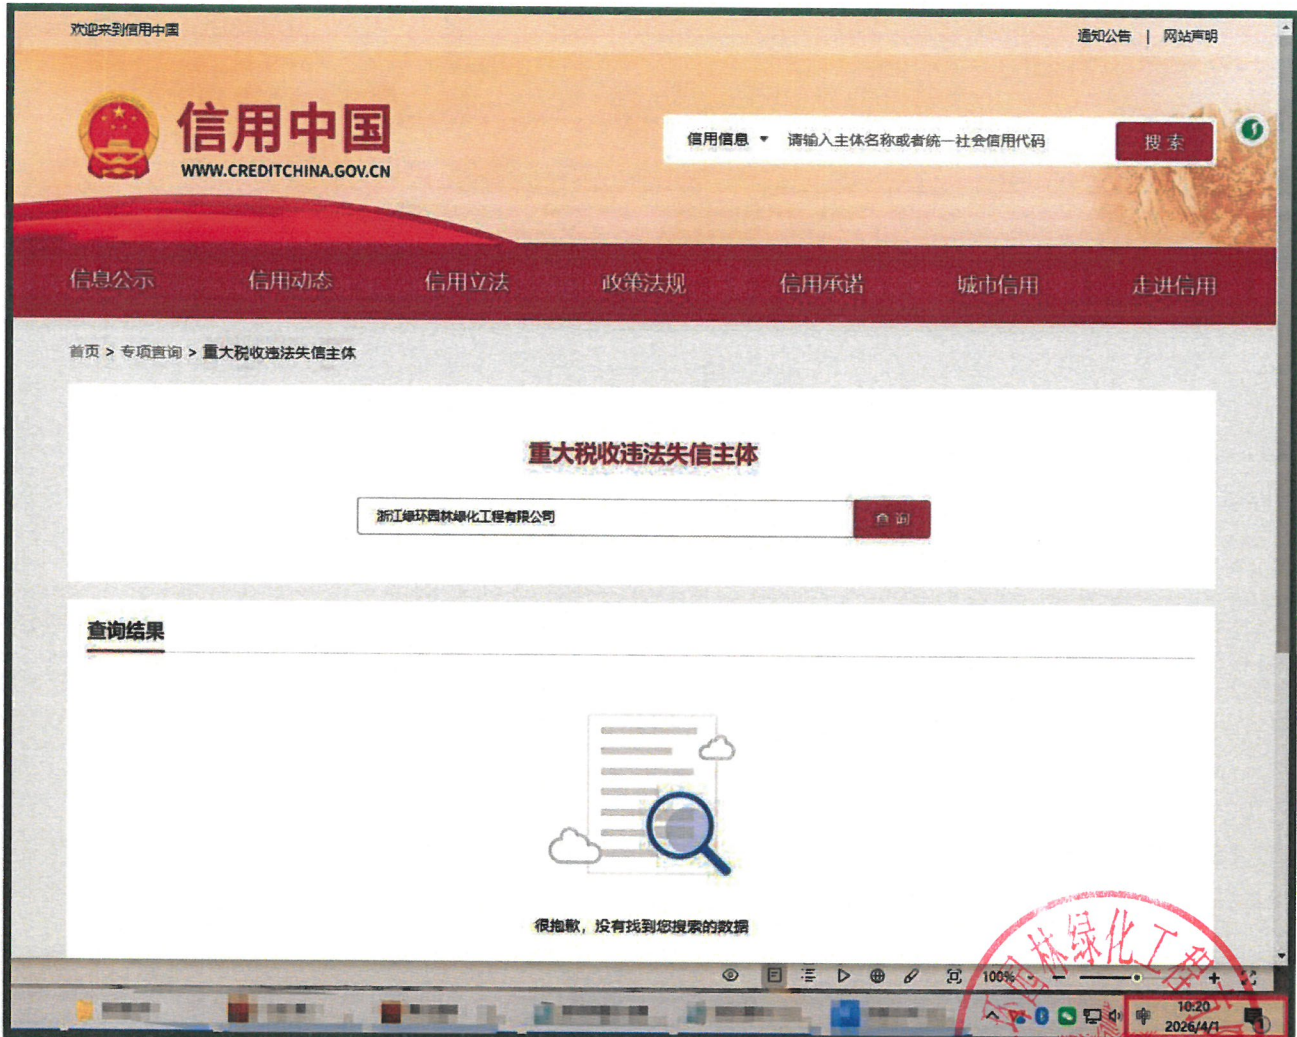 欢迎来到信用中国
通知公告 | 网站声明
信用中国
WWW.CREDITCHINA.GOV.CN
信用信息 请输入主体名称或者统一社会信用代码 搜索
信息公示 信用动态 信用立法 政策法规 信用承诺 城市信用 走进信用
首页 > 专项查询 > 重大税收违法失信主体
重大税收违法失信主体
浙江绿环园林绿化工程有限公司 查询
查询结果
很抱歉，没有找到您搜索的数据
环园林绿化工程
100%
中 10:20
2026/4/1